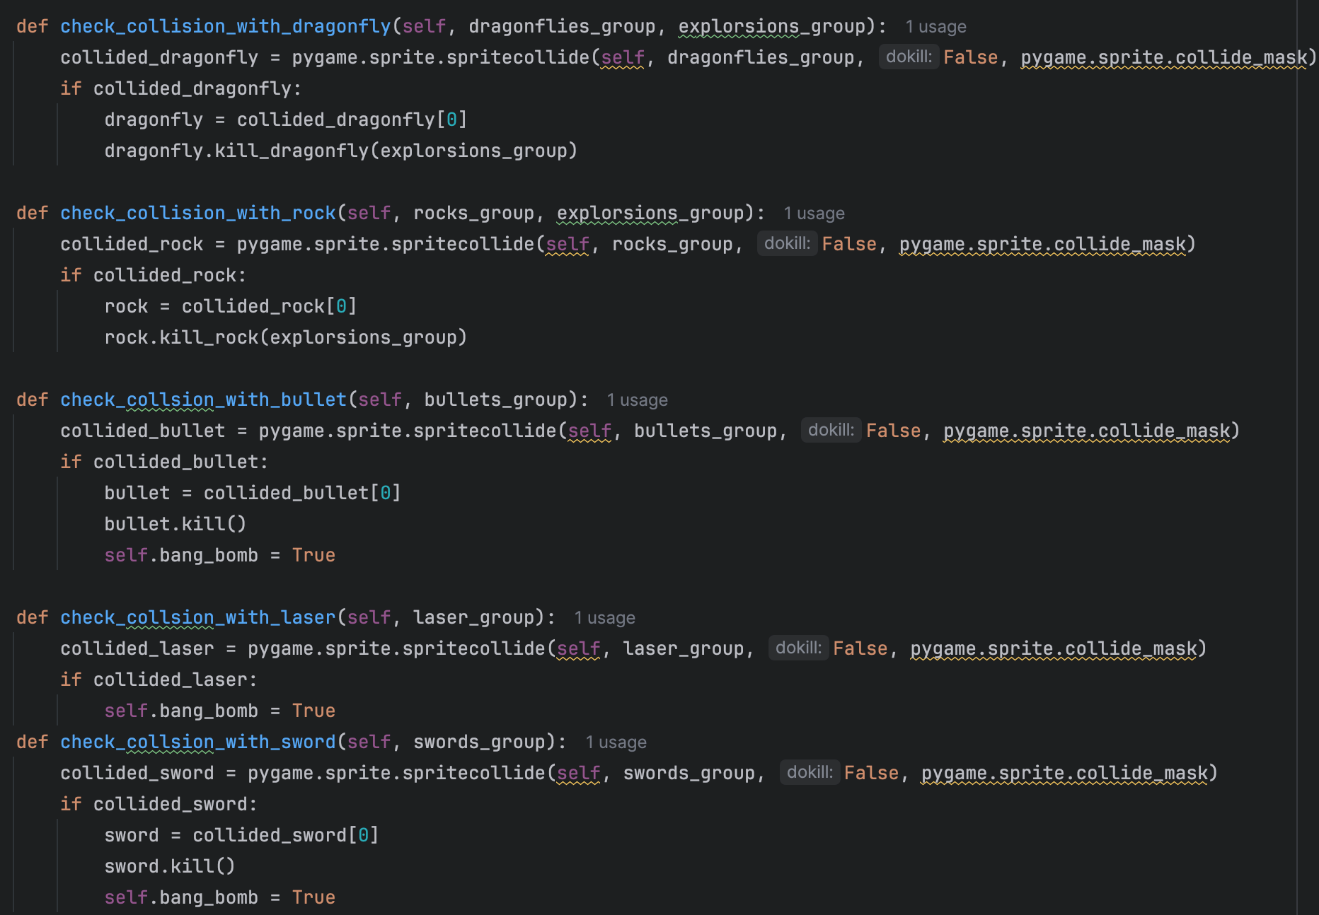 def check_collision_with_dragonfly(self, dragonflies_group, explorsions_group): 1 usage
    collided_dragonfly = pygame.sprite.spritecollide(self, dragonflies_group, dokill: False, pygame.sprite.collide_mask)
    if collided_dragonfly:
        dragonfly = collided_dragonfly[0]
        dragonfly.kill_dragonfly(explorsions_group)
def check_collision_with_rock(self, rocks_group, explorsions_group): 1 usage
    collided_rock = pygame.sprite.spritecollide(self, rocks_group, dokill: False, pygame.sprite.collide_mask)
    if collided_rock:
        rock = collided_rock[0]
        rock.kill_rock(explorsions_group)
def check_collsion_with_bullet(self, bullets_group): 1 usage
    collided_bullet = pygame.sprite.spritecollide(self, bullets_group, dokill: False, pygame.sprite.collide_mask)
    if collided_bullet:
        bullet = collided_bullet[0]
        bullet.kill()
        self.bang_bomb = True
def check_collsion_with_laser(self, laser_group): 1 usage
    collided_laser = pygame.sprite.spritecollide(self, laser_group, dokill: False, pygame.sprite.collide_mask)
    if collided_laser:
        self.bang_bomb = True
def check_collsion_with_sword(self, swords_group): 1 usage
    collided_sword = pygame.sprite.spritecollide(self, swords_group, dokill: False, pygame.sprite.collide_mask)
    if collided_sword:
        sword = collided_sword[0]
        sword.kill()
        self.bang_bomb = True